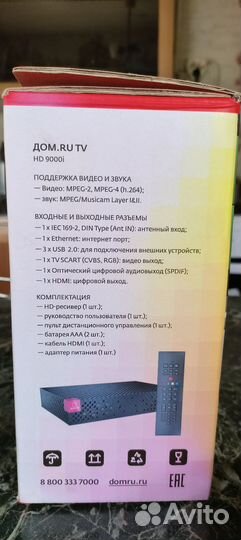 ДОМ.RU TV
HD 9000i
ПОДДЕРЖКА ВИДЕО И ЗВУКА
— Видео: MPEG-2, MPEG-4 (h.264);
— звук: MPEG/Musicam Layer I&II.
ВХОДНЫЕ И ВЫХОДНЫЕ РАЗЪЕМЫ
— 1 x IEC 169-2, DIN Type (Ant IN): антенный вход;
— 1 x Ethernet: интернет порт;
— 3 x USB 2.0: для подключения внешних устройств;
— 1 x TV SCART (CVBS, RGB): видео выход;
— 1 x Оптический цифровой аудиовыход (SPDIF);
— 1 x HDMI: цифровой выход.
КОМПЛЕКТАЦИЯ
— HD-ресивер (1 шт.);
— руководство пользователя (1 шт.);
— пульт дистанционного управления (1 шт.);
— батарея ААА (2 шт.);
— кабель HDMI (1 шт.);
— адаптер питания (1 шт.)
8 800 333 7000 domru.ru EAC
Avito